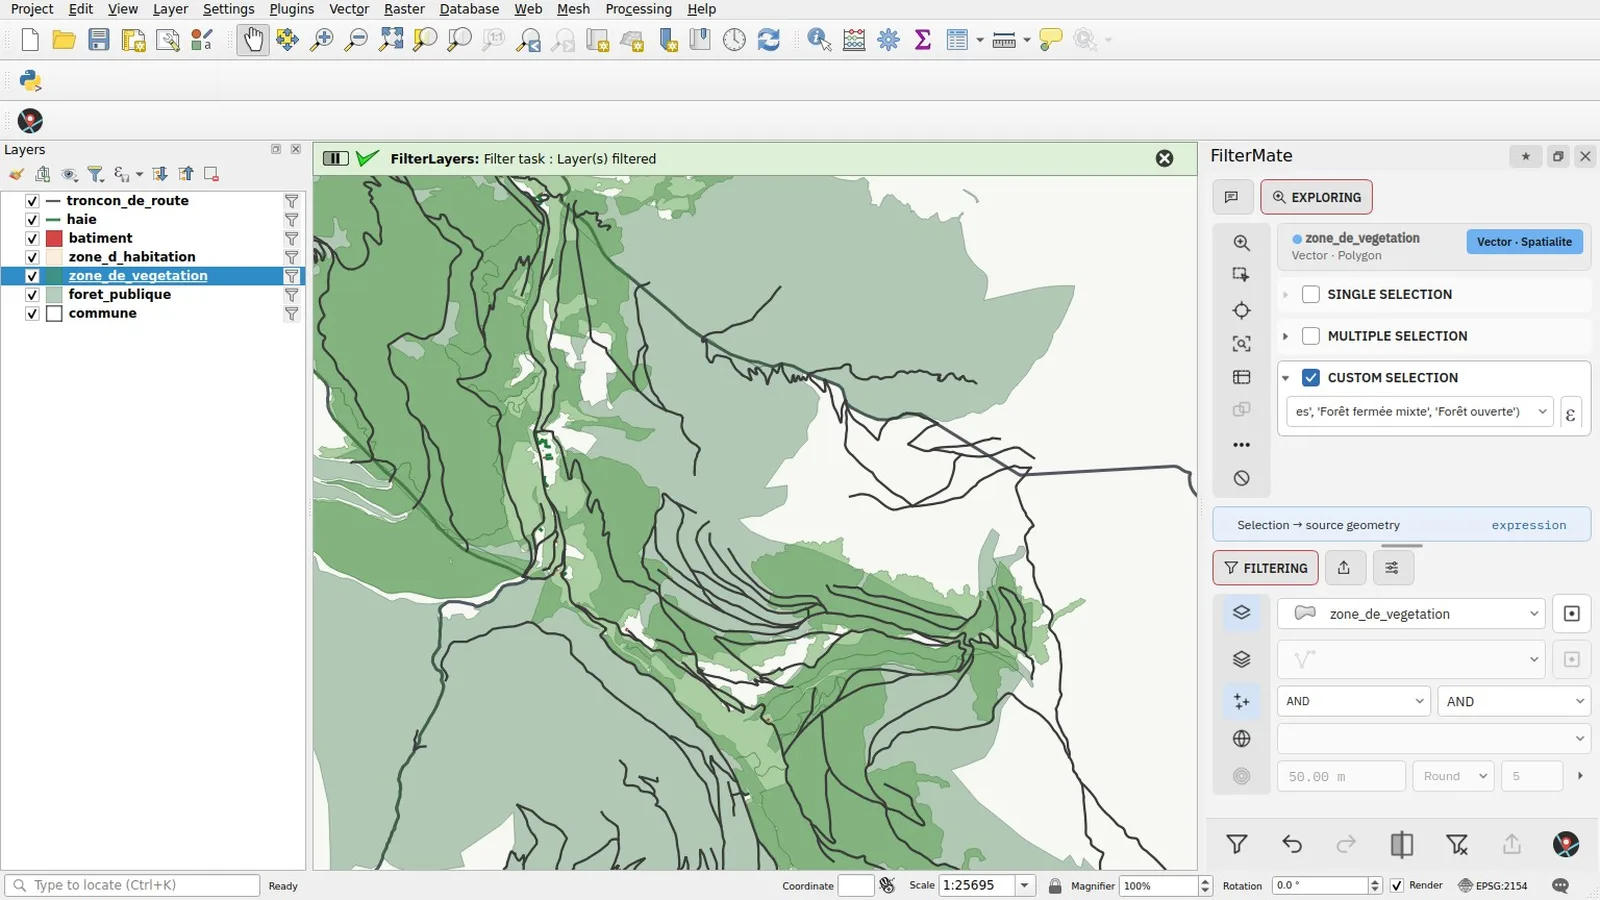 Project Edit View Layer Settings Plugins Vector Raster Database Web Mesh Processing Help
Layers
troncon_de_route
haie
batiment
zone_d_habitation
zone_de_vegetation
foret_publique
commune
FilterLayers: Filter task : Layer(s) filtered
FilterMate
EXPLORING
zone_de_vegetation
Vector · Polygon
Vector · Spatialite
SINGLE SELECTION
MULTIPLE SELECTION
CUSTOM SELECTION
es', 'Forêt fermée mixte', 'Forêt ouverte')
ε
Selection → source geometry expression
FILTERING
zone_de_vegetation
AND AND
50.00 m Round 5
Type to locate (Ctrl+K) Ready Coordinate Scale 1:25695 Magnifier 100% Rotation 0.0 ° Render EPSG:2154